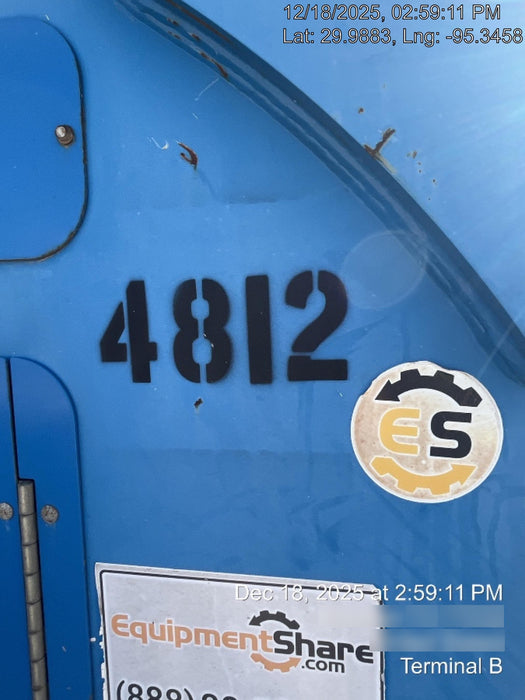 12/18/2025, 02:59:11 PM
Lat: 29.9883, Lng: -95.3458
4812
ES
Dec 18, 2025 at 2:59:11 PM
EquipmentShare
.com
(888)
Terminal B